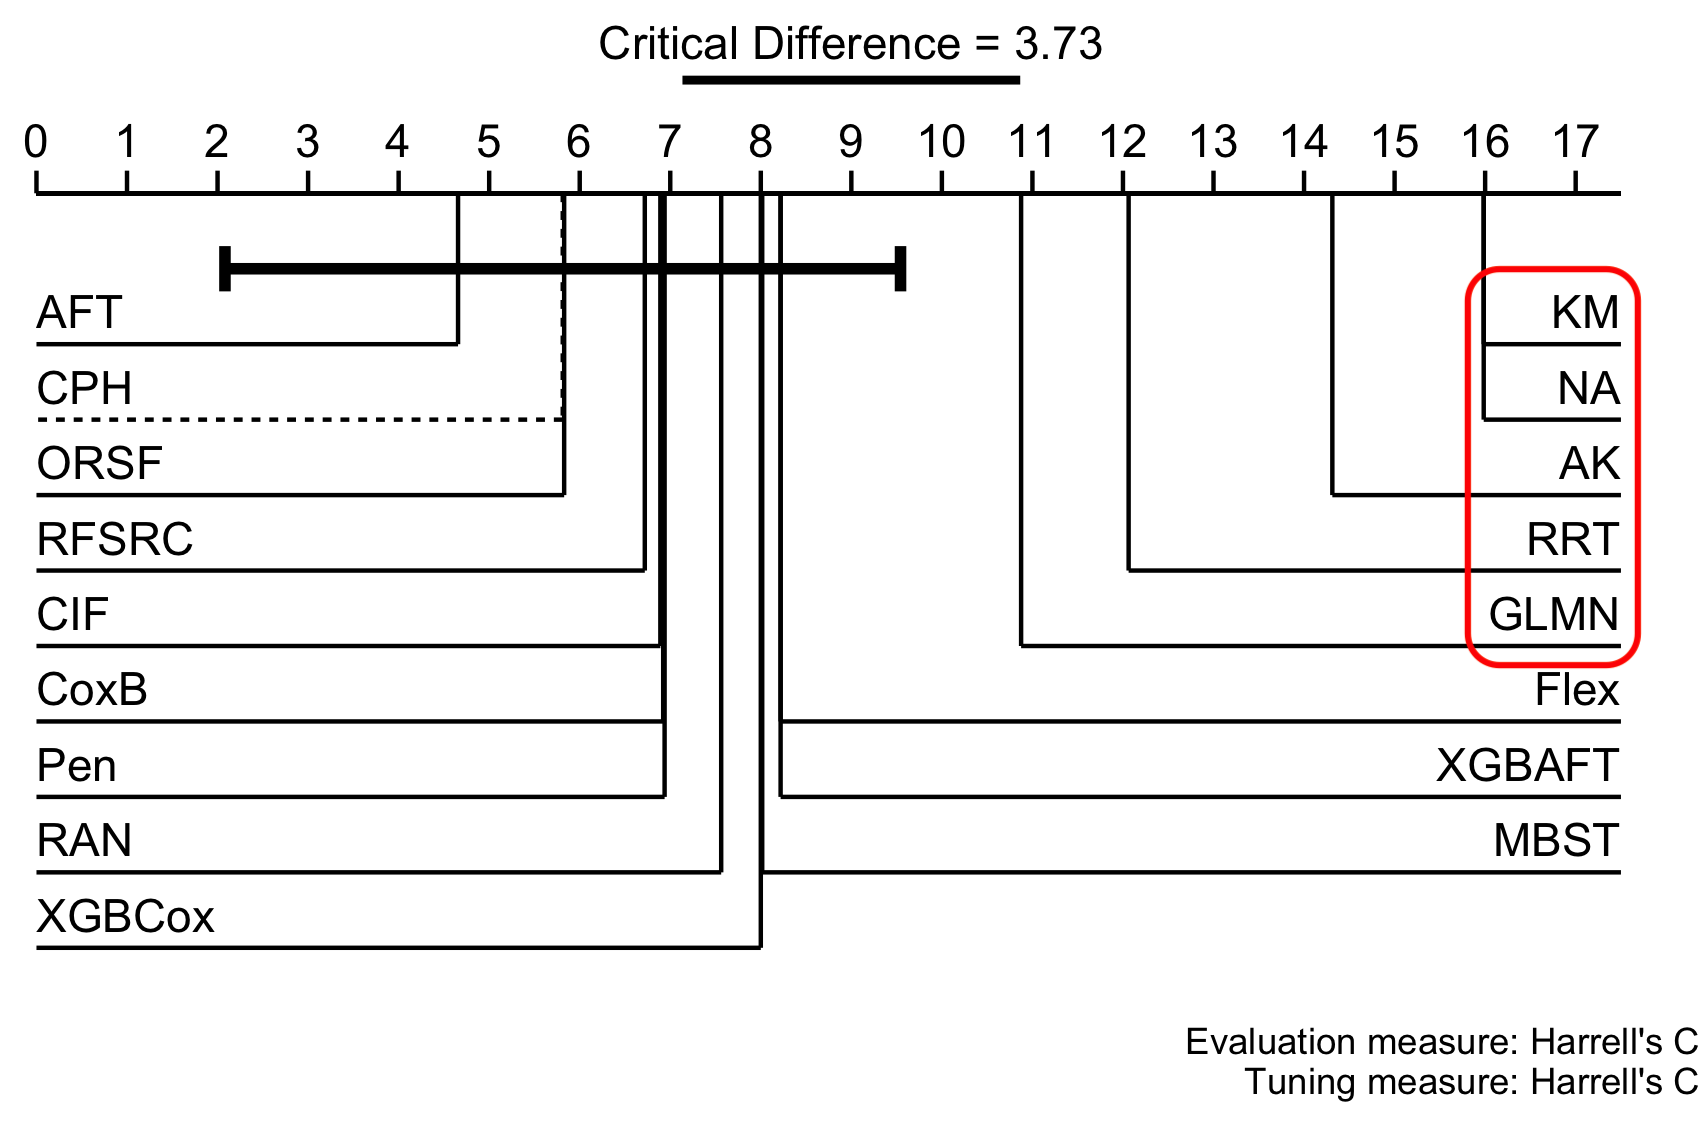 Critical Difference = 3.73
0 1 2 3 4 5 6 7 8 9 10 11 12 13 14 15 16 17
AFT KM
CPH NA
ORSF AK
RFSRC RRT
CIF GLMN
CoxB Flex
Pen XGBAFT
RAN MBST
XGBCox
Evaluation measure: Harrell's C
Tuning measure: Harrell's C